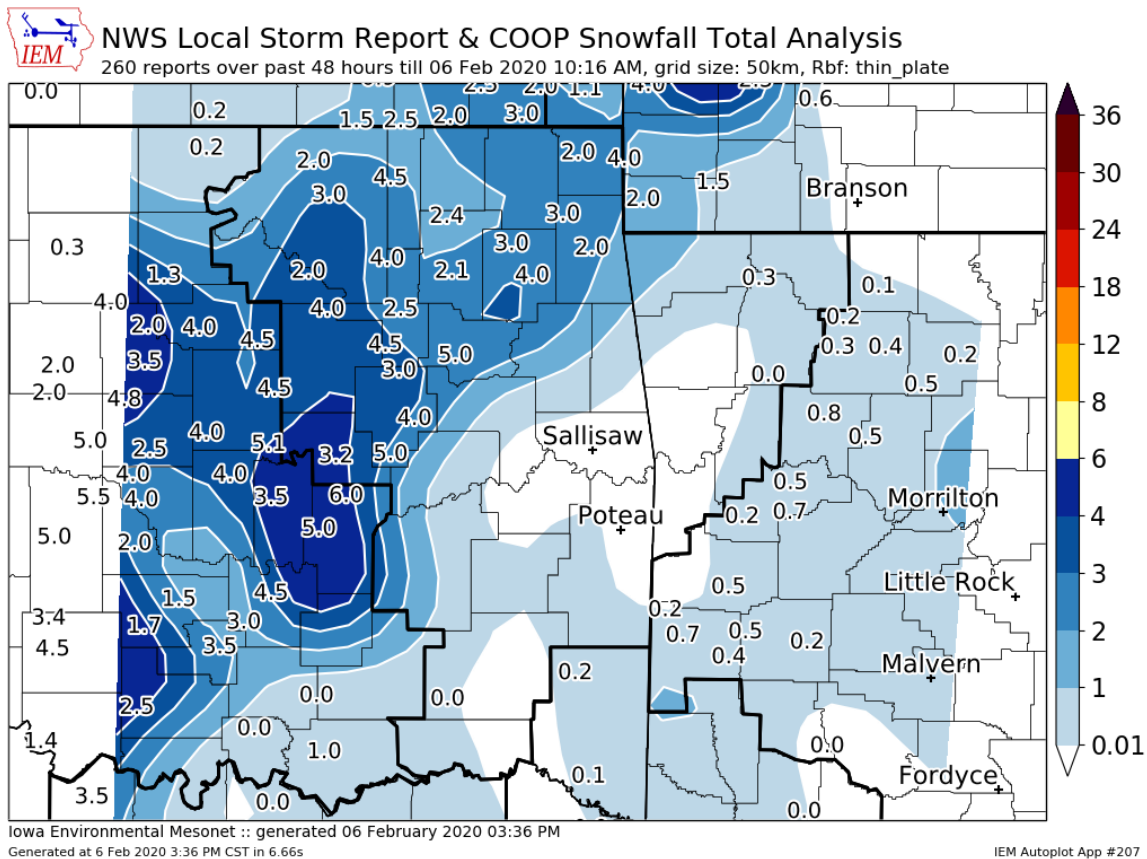 IEM
NWS Local Storm Report & COOP Snowfall Total Analysis
260 reports over past 48 hours till 06 Feb 2020 10:16 AM, grid size: 50km, Rbf: thin_plate
0.0 2.0 1.1 4.0
0.2 1.5 2.5 2.0 3.0 0.6
0.2 2.0 2.0 4.0
3.0 4.5 2.0 1.5 Branson
2.4 3.0
0.3 4.0 3.0 2.0
1.3 2.0 2.1 4.0 0.3 0.1
4.0 4.0 2.5
2.0 4.0 4.5 0.2
3.5 4.5 5.0 0.3 0.4 0.2
2.0 3.0 0.0
2.0 4.8 4.5 0.5
4.0 0.8
5.0 2.5 4.0 5.1 Sallisaw 0.5
4.0 4.0 3.2 5.0
5.5 4.0 3.5 6.0 0.5 Morrilton
5.0 Poteau 0.2 0.7
5.0 2.0
1.5 4.5 0.5 Little Rock
3.4 1.7 3.0 0.2
4.5 3.5 0.7 0.5 0.2
0.4 Malvern
2.5 0.0 0.0 0.2
1.4 0.0 1.0 0.0
3.5 0.0 0.1 Fordyce
0.0
36
30
24
18
12
8
6
4
3
2
1
0.01
Iowa Environmental Mesonet :: generated 06 February 2020 03:36 PM
Generated at 6 Feb 2020 3:36 PM CST in 6.66s
IEM Autoplot App #207